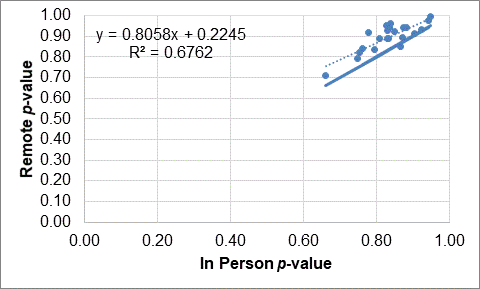 1.00
0.90
0.80
0.70
0.60
0.50
0.40
0.30
0.20
0.10
0.00
Remote p-value
y = 0.8058x + 0.2245
R² = 0.6762
0.00 0.20 0.40 0.60 0.80 1.00
In Person p-value